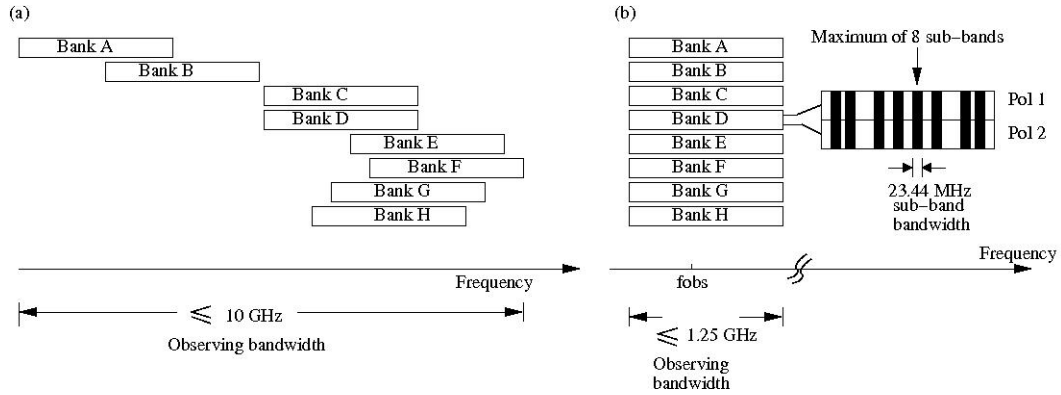 (a)
Bank A
Bank B
Bank C
Bank D
Bank E
Bank F
Bank G
Bank H
Frequency
≤ 10 GHz
Observing bandwidth
(b)
Bank A
Bank B
Bank C
Bank D
Bank E
Bank F
Bank G
Bank H
Maximum of 8 sub-bands
Pol 1
Pol 2
23.44 MHz
sub-band
bandwidth
Frequency
fobs
≤ 1.25 GHz
Observing
bandwidth